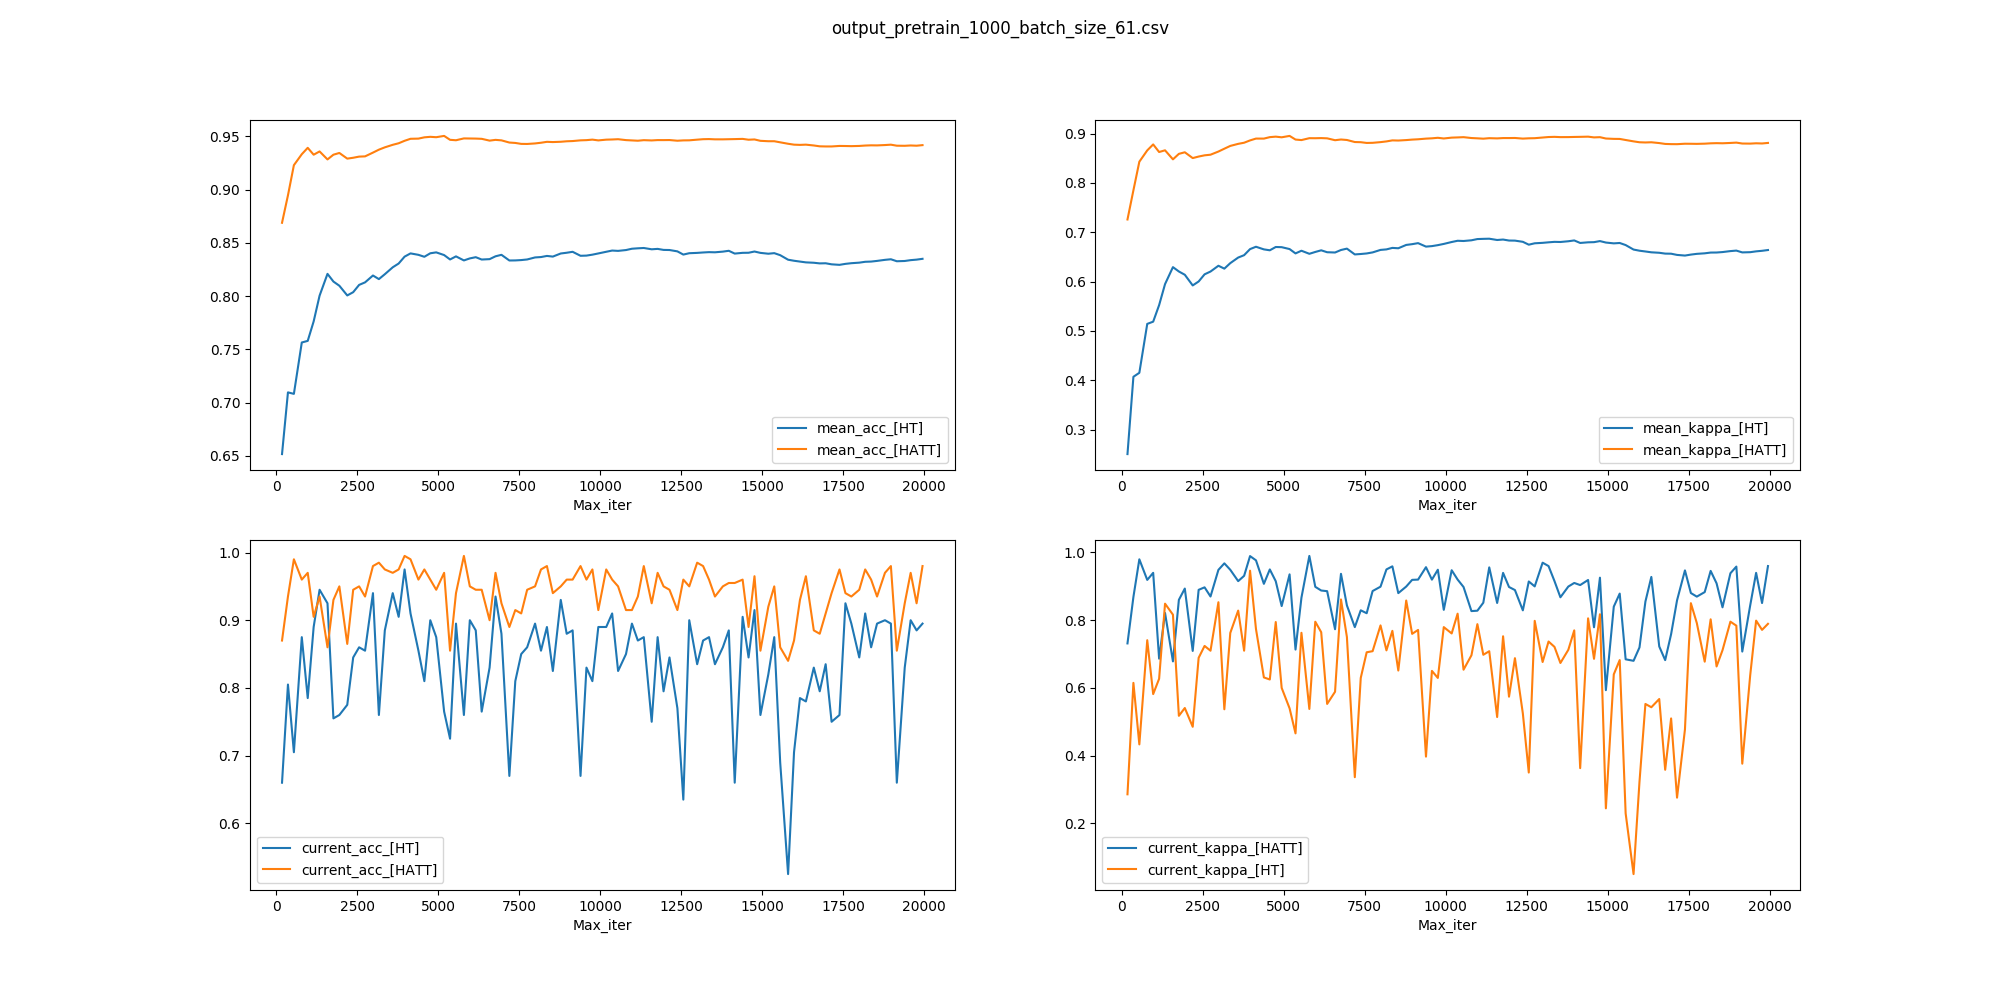 output_pretrain_1000_batch_size_61.csv
0.95
0.90
0.85
0.80
0.75
0.70
0.65
mean_acc_[HT]
mean_acc_[HATT]
0 2500 5000 7500 10000 12500 15000 17500 20000
Max_iter
0.9
0.8
0.7
0.6
0.5
0.4
0.3
mean_kappa_[HT]
mean_kappa_[HATT]
0 2500 5000 7500 10000 12500 15000 17500 20000
Max_iter
1.0
0.9
0.8
0.7
0.6
current_acc_[HT]
current_acc_[HATT]
0 2500 5000 7500 10000 12500 15000 17500 20000
Max_iter
1.0
0.8
0.6
0.4
0.2
current_kappa_[HATT]
current_kappa_[HT]
0 2500 5000 7500 10000 12500 15000 17500 20000
Max_iter